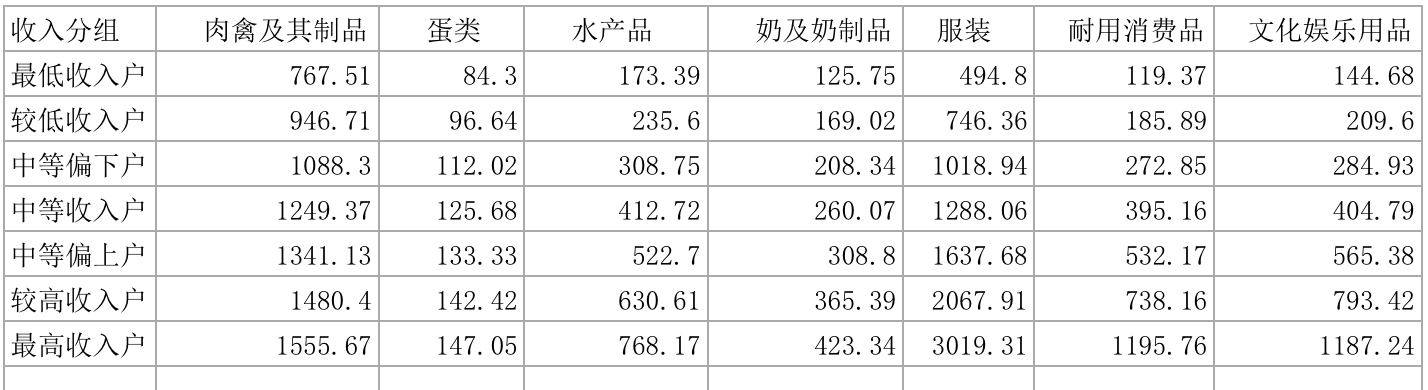 收入分组 肉禽及其制品 蛋类 水产品 奶及奶制品 服装 耐用消费品 文化娱乐用品
最低收入户 767.51 84.3 173.39 125.75 494.8 119.37 144.68
较低收入户 946.71 96.64 235.6 169.02 746.36 185.89 209.6
中等偏下户 1088.3 112.02 308.75 208.34 1018.94 272.85 284.93
中等收入户 1249.37 125.68 412.72 260.07 1288.06 395.16 404.79
中等偏上户 1341.13 133.33 522.7 308.8 1637.68 532.17 565.38
较高收入户 1480.4 142.42 630.61 365.39 2067.91 738.16 793.42
最高收入户 1555.67 147.05 768.17 423.34 3019.31 1195.76 1187.24